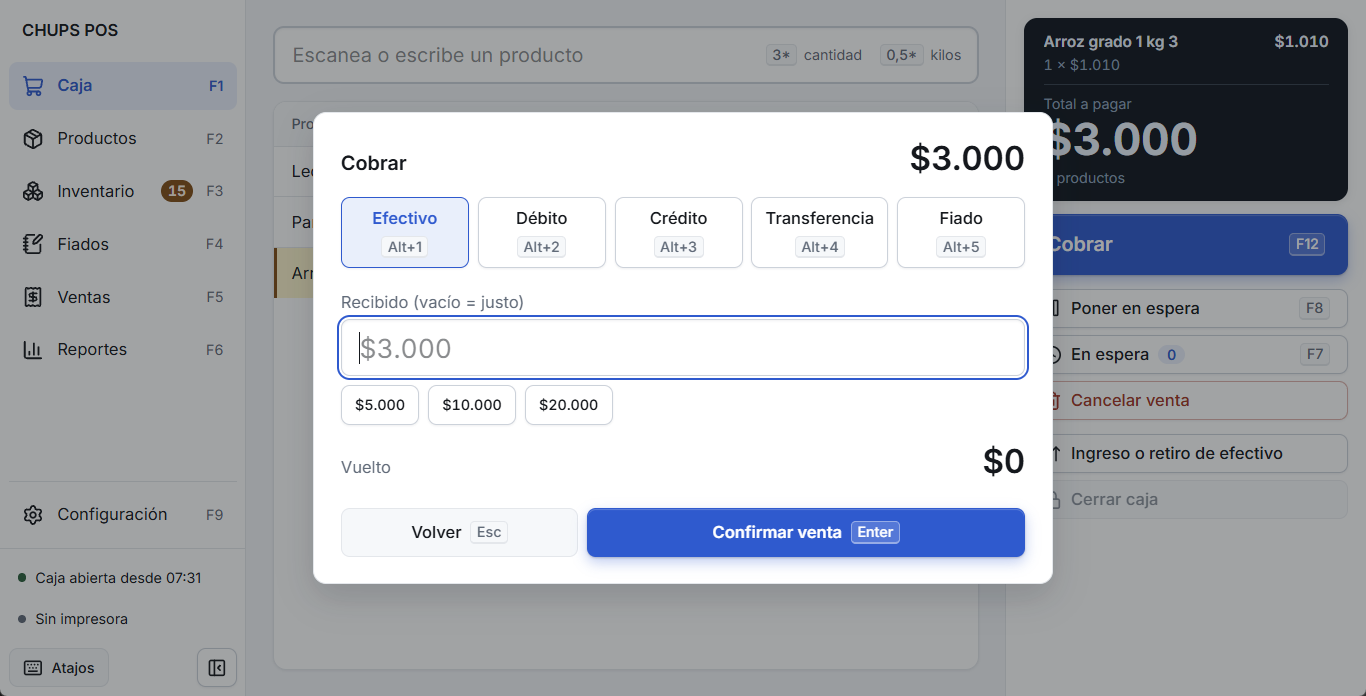 CHUPS POS
Caja F1
Productos F2
Inventario 15 F3
Fiados F4
Ventas F5
Reportes F6
Configuración F9
Caja abierta desde 07:31
Sin impresora
Atajos
Escanea o escribe un producto 3* cantidad 0,5* kilos
Cobrar $3.000
Efectivo Débito Crédito Transferencia Fiado
Alt+1 Alt+2 Alt+3 Alt+4 Alt+5
Recibido (vacío = justo)
$3.000
$5.000 $10.000 $20.000
Vuelto $0
Volver Esc Confirmar venta Enter
Arroz grado 1 kg 3 $1.010
1 × $1.010
Total a pagar
$3.000
productos
Cobrar F12
Poner en espera F8
En espera 0 F7
Cancelar venta
Ingreso o retiro de efectivo
Cerrar caja